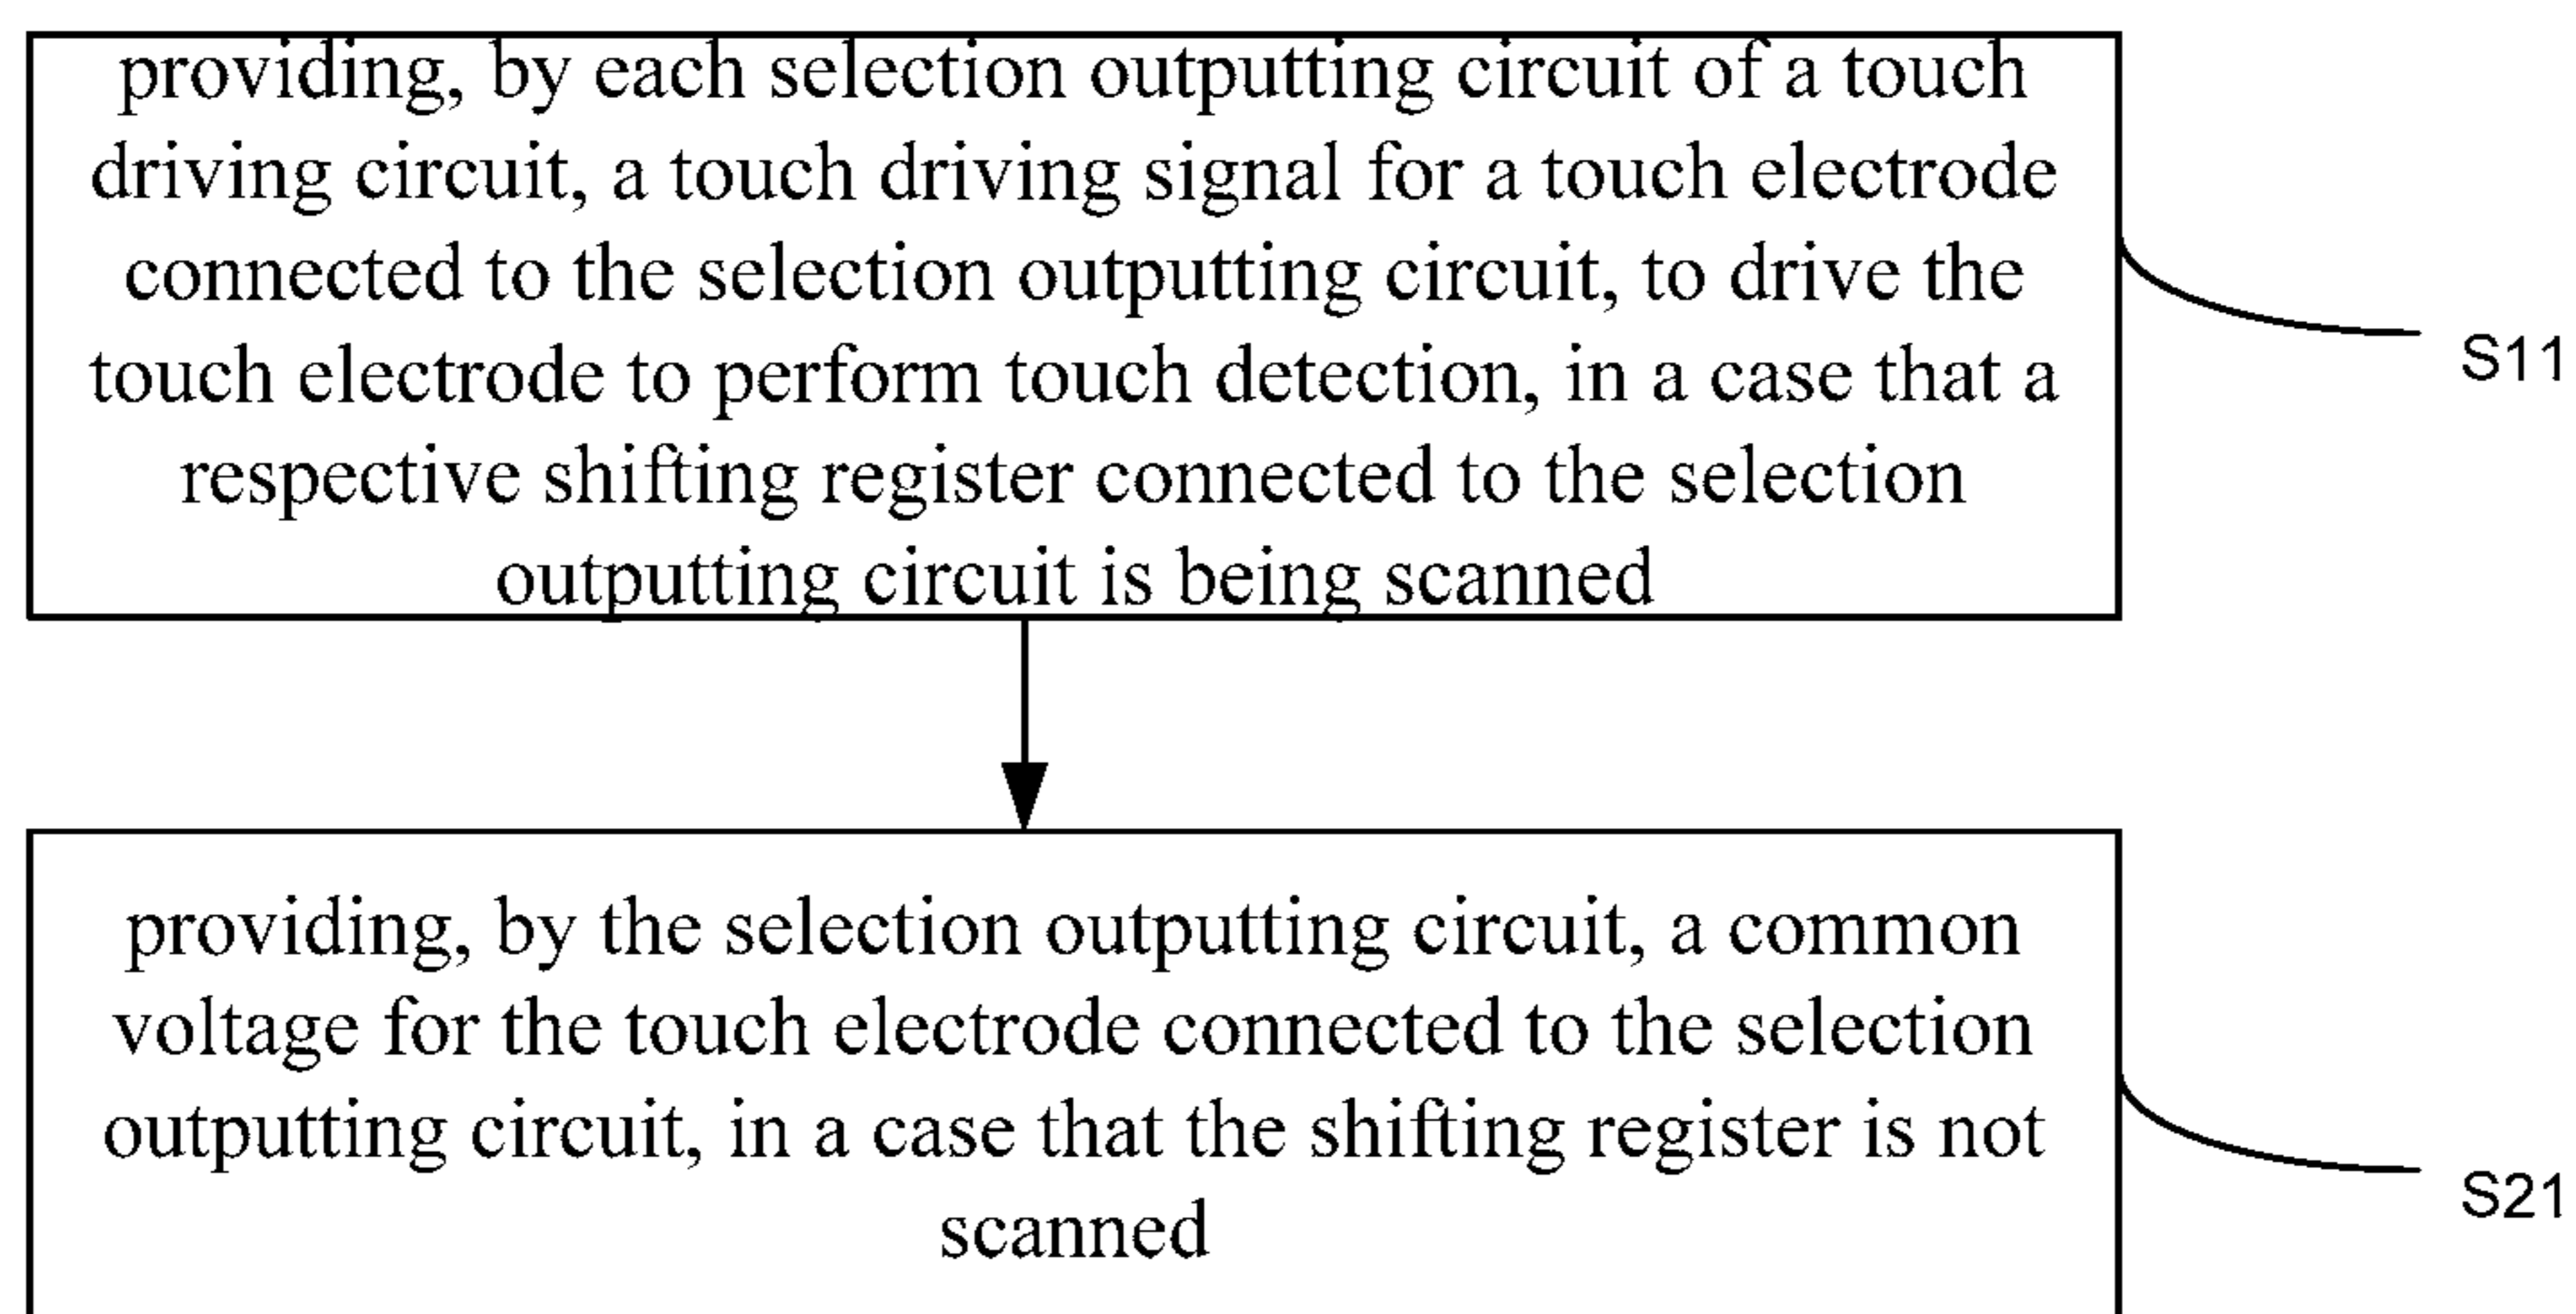 providing, by each selection outputting circuit of a touch
driving circuit, a touch driving signal for a touch electrode
connected to the selection outputting circuit, to drive the
touch electrode to perform touch detection, in a case that a
respective shifting register connected to the selection
outputting circuit is being scanned
S11
providing, by the selection outputting circuit, a common
voltage for the touch electrode connected to the selection
outputting circuit, in a case that the shifting register is not
scanned
S21